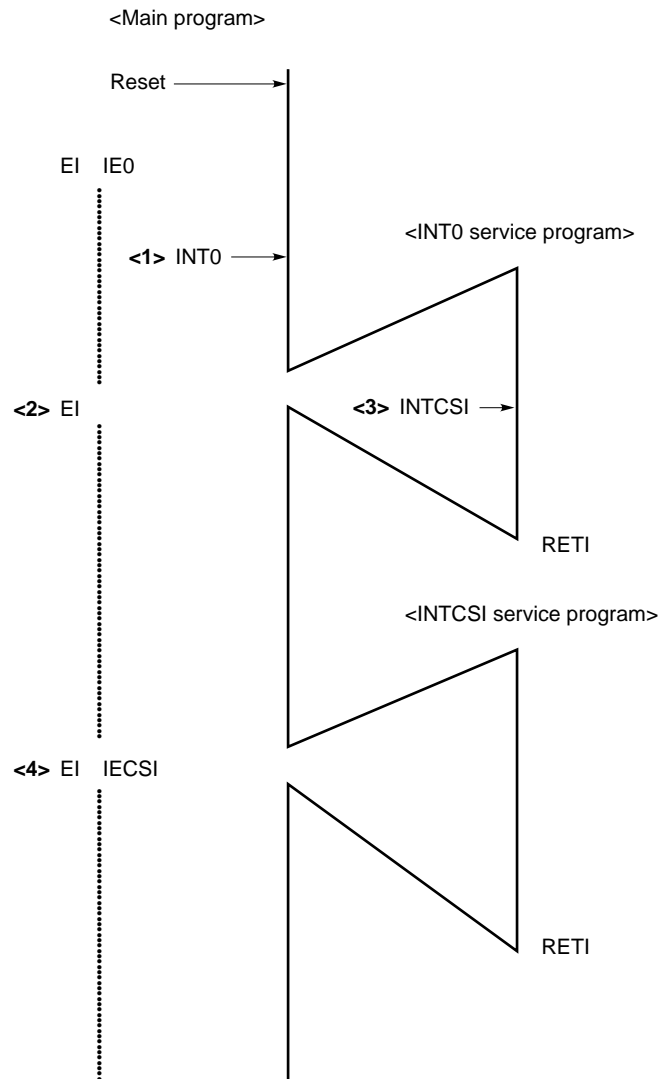 <Main program>
Reset
EI IE0
<INT0 service program>
<1> INT0
<2> EI
<3> INTCSI
RETI
<INTCSI service program>
<4> EI IECSI
RETI